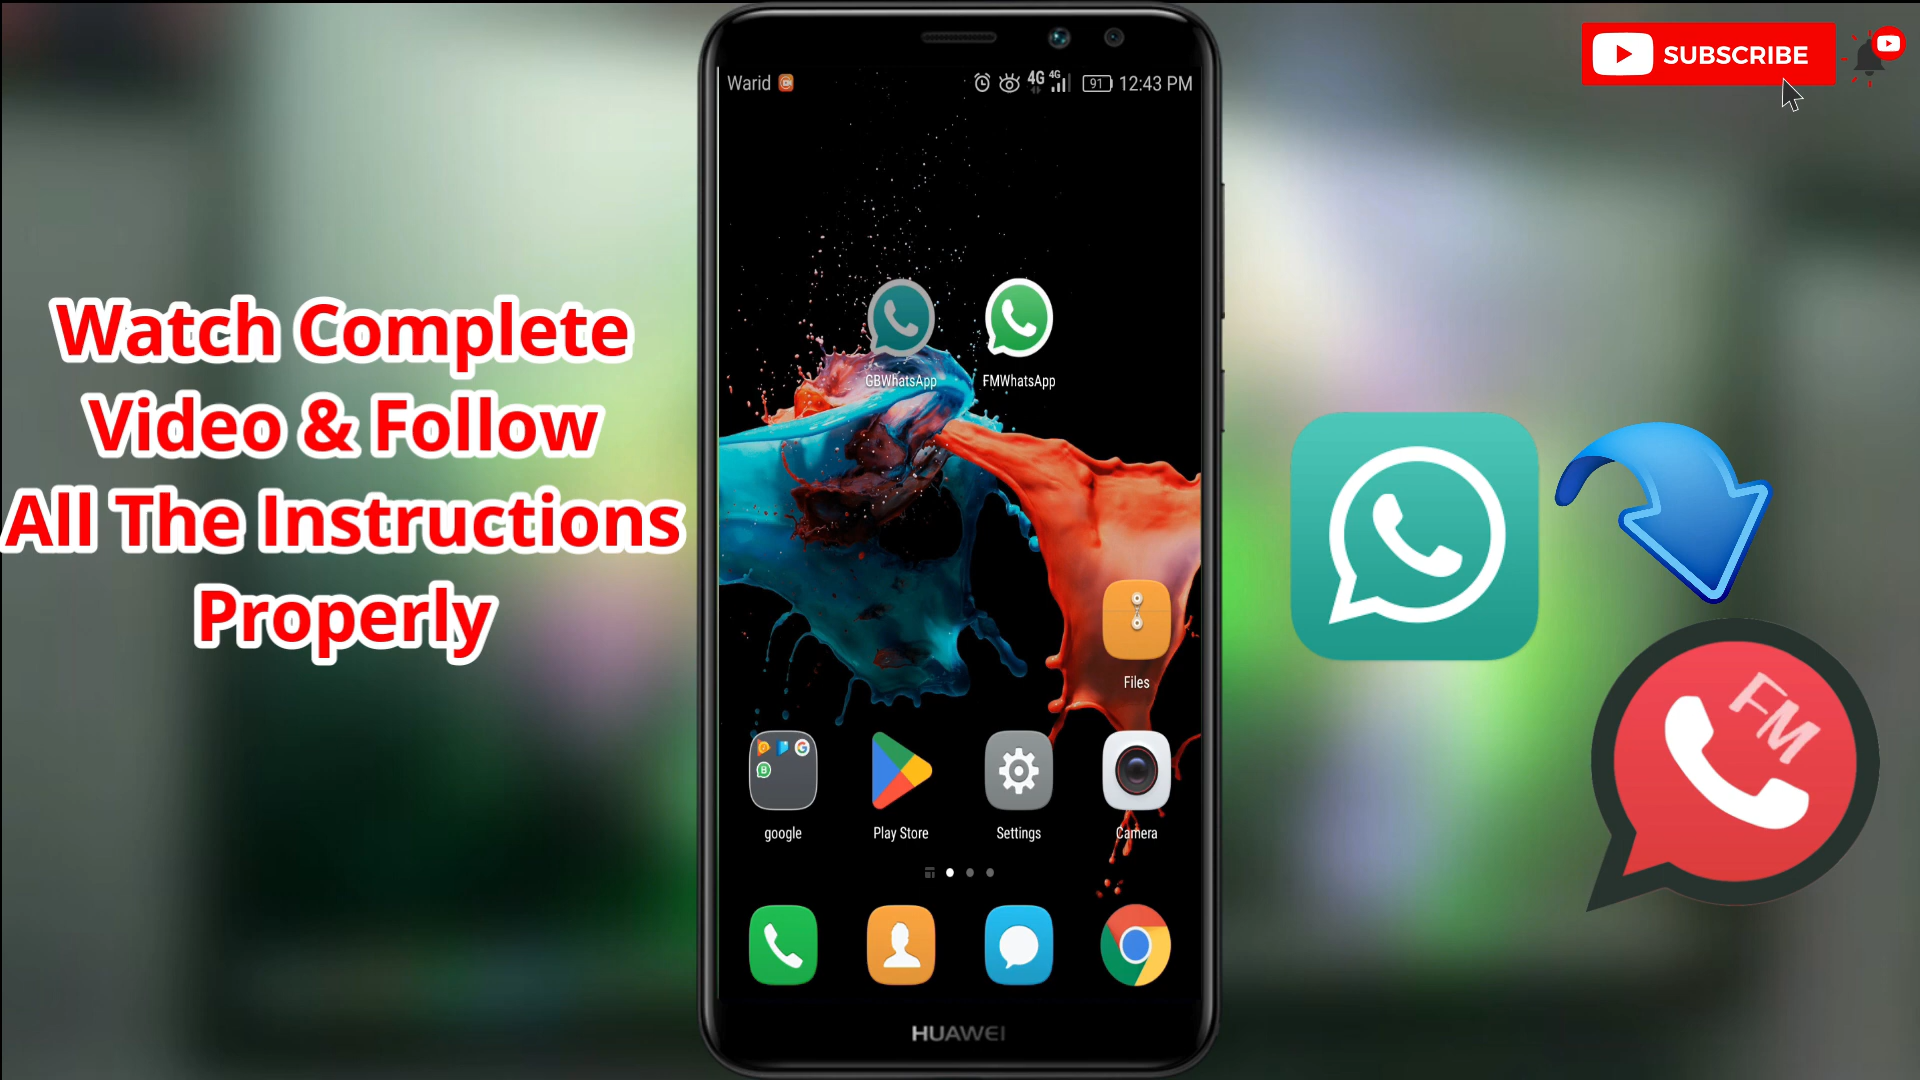 SUBSCRIBE
Warid 4G 4G 91 12:43 PM
Watch Complete
Video & Follow
All The Instructions
Properly
GBWhatsApp FMWhatsApp
Files
FM
google Play Store Settings Camera
HUAWEI